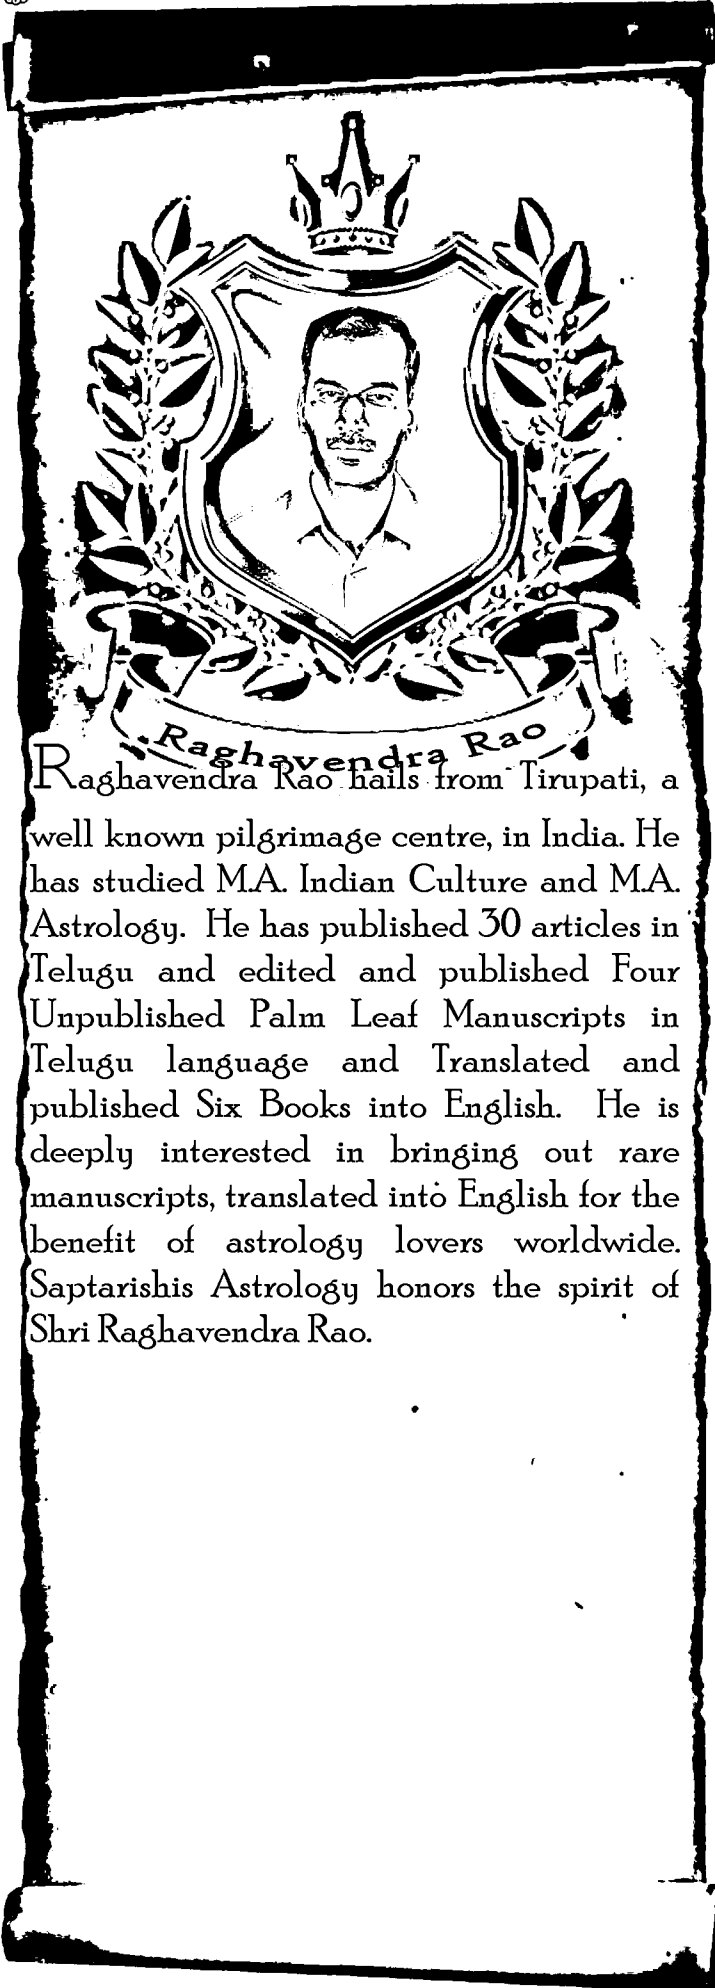 Raghavendra Rao
Raghavendra Rao hails from Tirupati, a
well known pilgrimage centre, in India. He
has studied M.A. Indian Culture and M.A.
Astrology. He has published 30 articles in
Telugu and edited and published Four
Unpublished Palm Leaf Manuscripts in
Telugu language and Translated and
published Six Books into English. He is
deeply interested in bringing out rare
manuscripts, translated into English for the
benefit of astrology lovers worldwide.
Saptarishis Astrology honors the spirit of
Shri Raghavendra Rao.